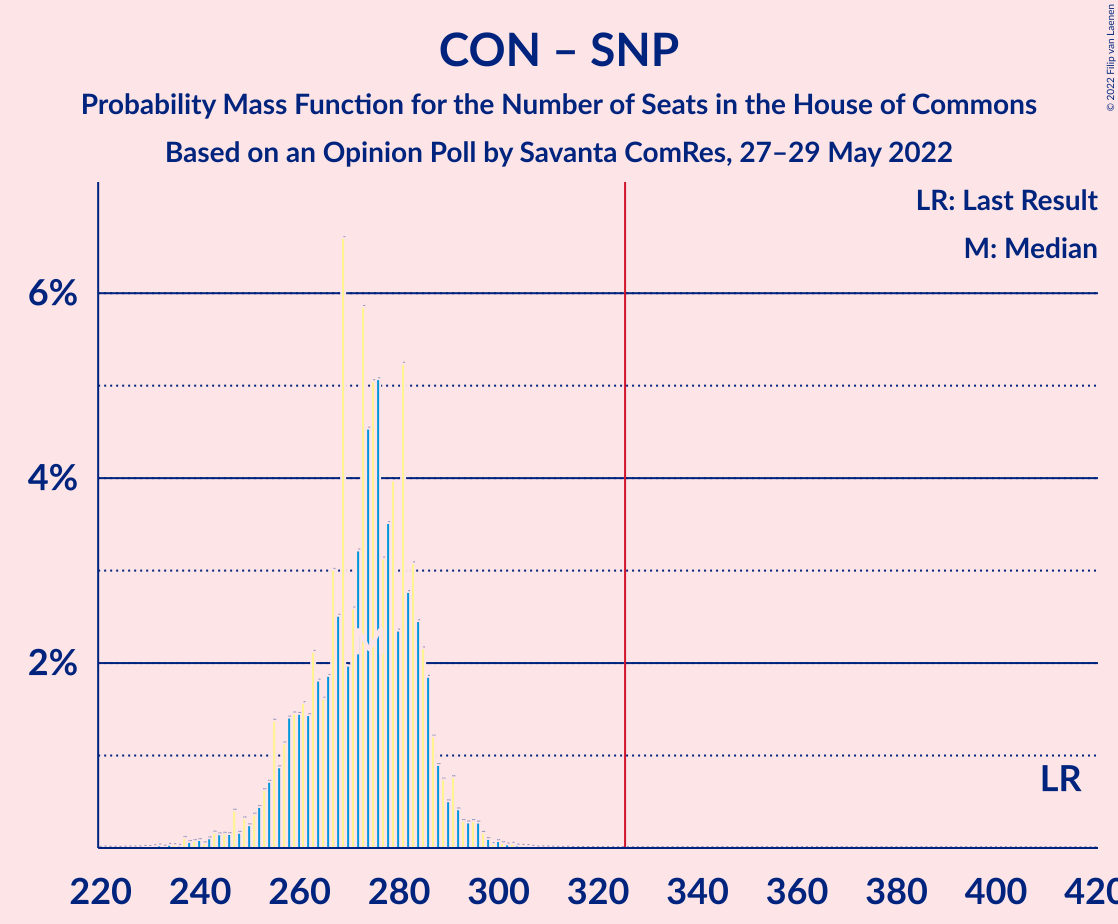 CON – SNP
Probability Mass Function for the Number of Seats in the House of Commons
Based on an Opinion Poll by Savanta ComRes, 27–29 May 2022
© 2022 Filip van Laenen
LR: Last Result
M: Median
6%
4%
2%
M
LR
220 240 260 280 300 320 340 360 380 400 420